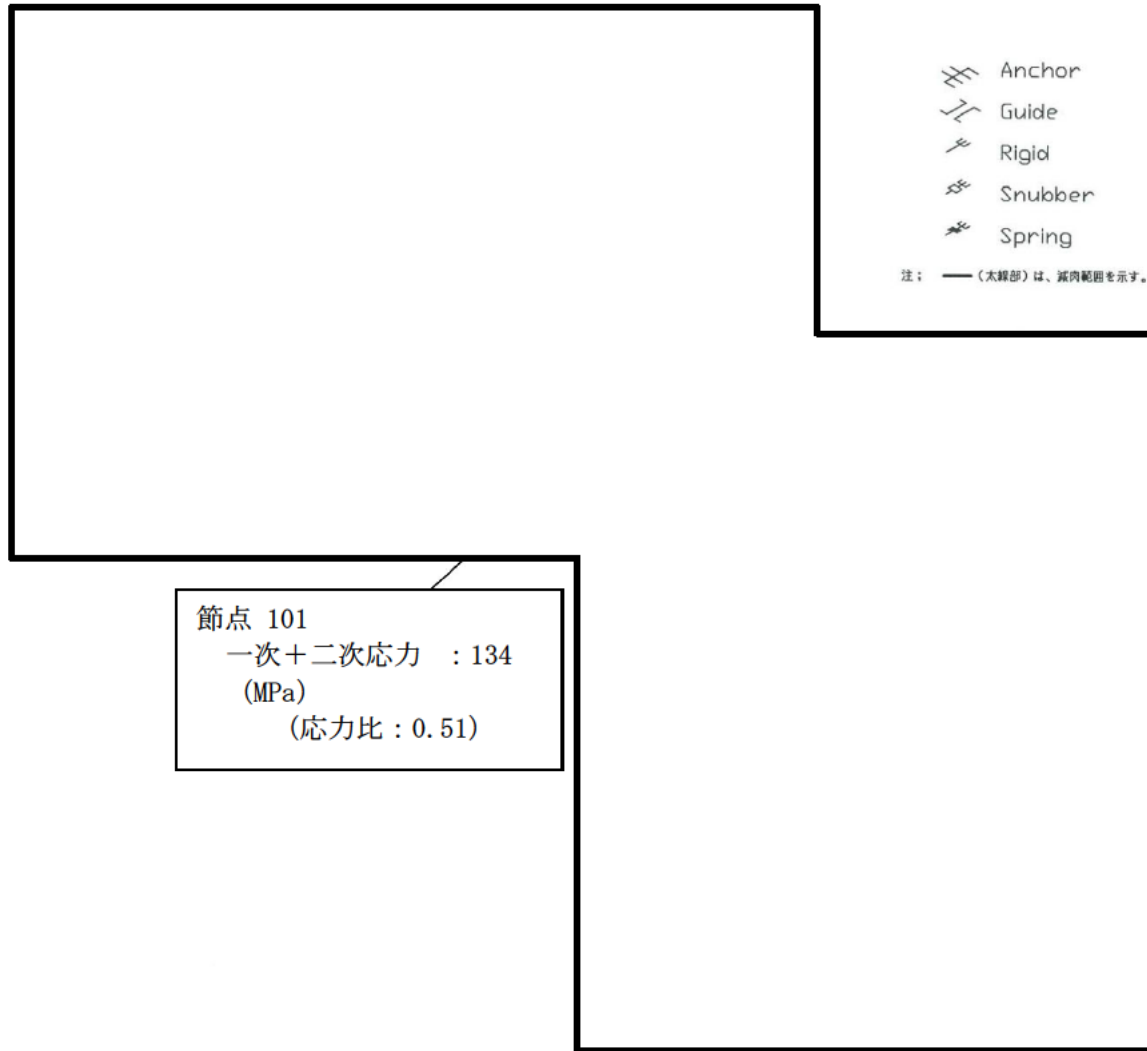 Anchor
Guide
Rigid
Snubber
Spring
注； ━━（太線部）は、減肉範囲を示す。
節点 101
一次＋二次応力 ：134
(MPa)
(応力比：0.51)